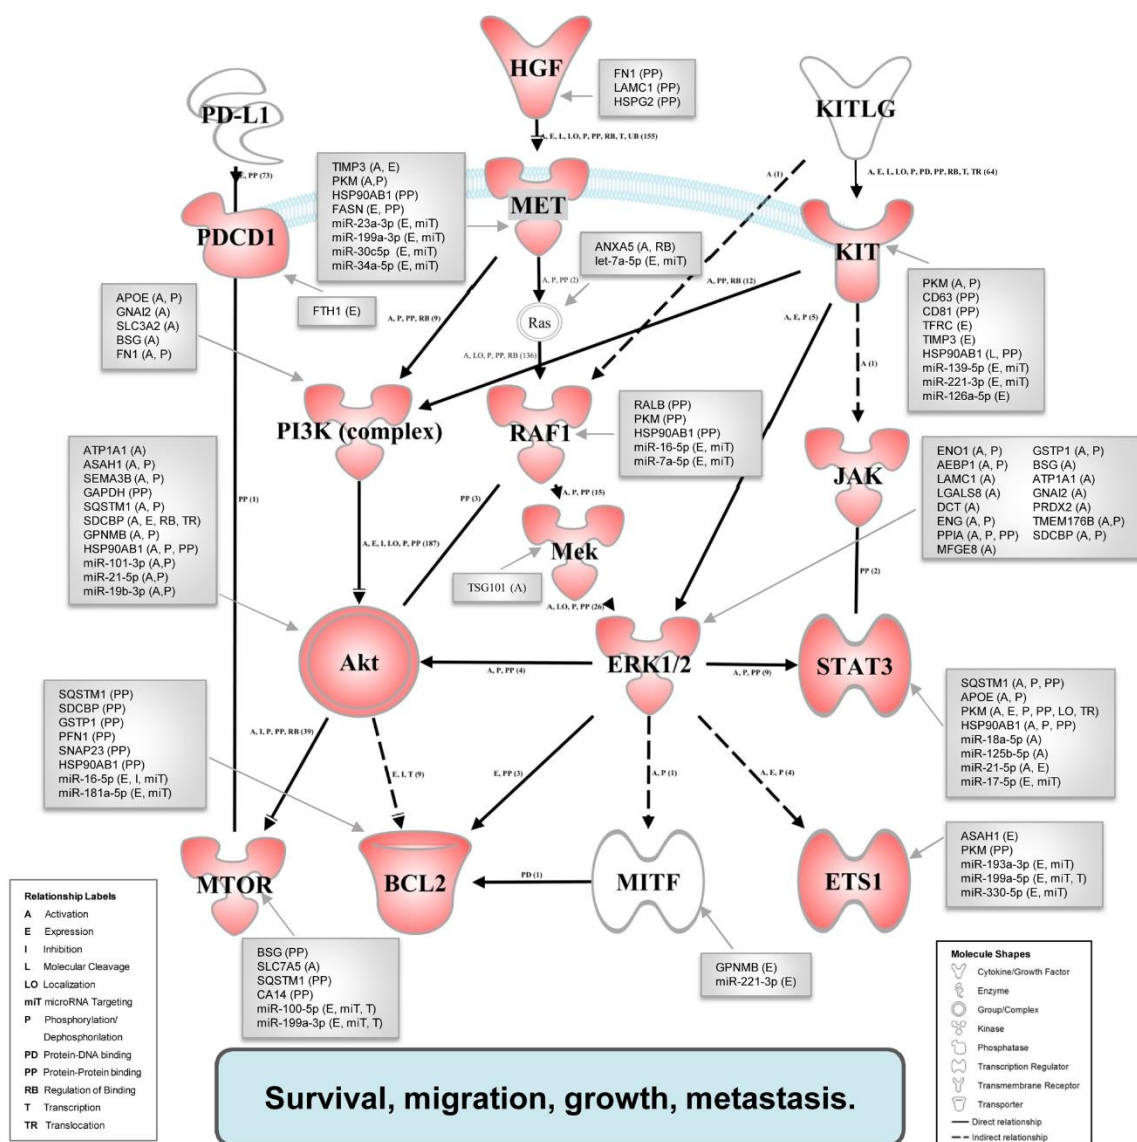 HGF
FN1 (PP)
LAMC1 (PP)
HSPG2 (PP)
PD-L1
KITLG
A, E, L, LO, P, PP, RB, T, UB (155)
E, PP (73)
TIMP3 (A, E)
PKM (A,P)
HSP90AB1 (PP)
FASN (E, PP)
miR-23a-3p (E, miT)
miR-199a-3p (E, miT)
miR-30c5p (E, miT)
miR-34a-5p (E, miT)
A (1)
A, E, L, LO, P, PD, PP, RB, T, TR (64)
MET
PDCD1
KIT
ANXA5 (A, RB)
let-7a-5p (E, miT)
FTH1 (E)
APOE (A, P)
GNAI2 (A)
SLC3A2 (A)
BSG (A)
FN1 (A, P)
A, P, PP (2)
A, PP, RB (12)
PKM (A, P)
CD63 (PP)
CD81 (PP)
TFRC (E)
TIMP3 (E)
HSP90AB1 (L, PP)
miR-139-5p (E, miT)
miR-221-3p (E, miT)
miR-126a-5p (E)
A, P, PP, RB (9)
Ras
A, E, P (5)
A, LO, P, PP, RB (136)
A (1)
PI3K (complex)
RAF1
RALB (PP)
PKM (PP)
HSP90AB1 (PP)
miR-16-5p (E, miT)
miR-7a-5p (E, miT)
JAK
ATP1A1 (A)
ASAH1 (A, P)
SEMA3B (A, P)
GAPDH (PP)
SQSTM1 (A, P)
SDCBP (A, E, RB, TR)
GPNMB (A, P)
HSP90AB1 (A, P, PP)
miR-101-3p (A,P)
miR-21-5p (A,P)
miR-19b-3p (A,P)
ENO1 (A, P)
AEBP1 (A, P)
LAMC1 (A)
LGALS8 (A)
DCT (A)
ENG (A, P)
PPIA (A, P, PP)
MFGE8 (A)
GSTP1 (A, P)
BSG (A)
ATP1A1 (A)
GNAI2 (A)
PRDX2 (A)
TMEM176B (A,P)
SDCBP (A, P)
PP (1)
PP (3)
A, P, PP (15)
A, E, I, LO, P, PP (187)
Mek
TSG101 (A)
A, LO, P, PP (26)
PP (2)
Akt
ERK1/2
STAT3
A, P, PP (4)
A, P, PP (9)
SQSTM1 (PP)
SDCBP (PP)
GSTP1 (PP)
PFN1 (PP)
SNAP23 (PP)
HSP90AB1 (PP)
miR-16-5p (E, I, miT)
miR-181a-5p (E, miT)
SQSTM1 (A, P, PP)
APOE (A, P)
PKM (A, E, P, PP, LO, TR)
HSP90AB1 (A, P, PP)
miR-18a-5p (A)
miR-125b-5p (A)
miR-21-5p (A, E)
miR-17-5p (E, miT)
A, I, P, PP, RB (39)
E, I, T (9)
E, PP (3)
A, P (1)
A, E, P (4)
MTOR
BCL2
PD (1)
MITF
ETS1
ASAH1 (E)
PKM (PP)
miR-193a-3p (E, miT)
miR-199a-5p (E, miT, T)
miR-330-5p (E, miT)
BSG (PP)
SLC7A5 (A)
SQSTM1 (PP)
CA14 (PP)
miR-100-5p (E, miT, T)
miR-199a-3p (E, miT, T)
GPNMB (E)
miR-221-3p (E)
Relationship Labels
A Activation
E Expression
I Inhibition
L Molecular Cleavage
LO Localization
miT microRNA Targeting
P Phosphorylation/
Dephosphorilation
PD Protein-DNA binding
PP Protein-Protein binding
RB Regulation of Binding
T Transcription
TR Translocation
Molecule Shapes
Cytokine/Growth Factor
Enzyme
Group/Complex
Kinase
Phosphatase
Transcription Regulator
Transmembrane Receptor
Transporter
Direct relationship
Indirect relationship
Survival, migration, growth, metastasis.